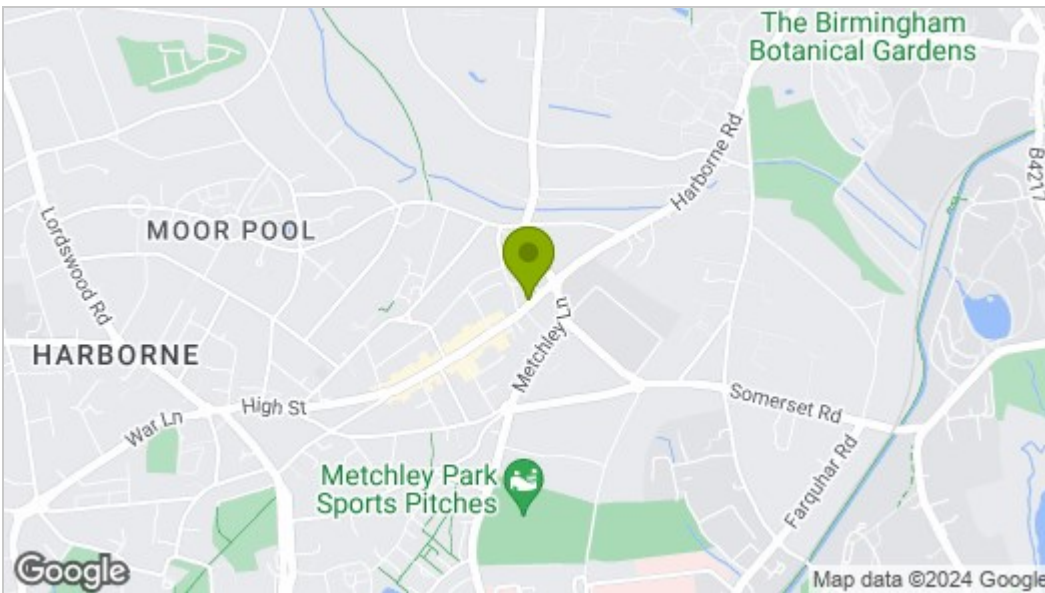 The Birmingham
Botanical Gardens
Harborne Rd
B4217
Lordswood Rd
MOOR POOL
HARBORNE
Metchley Ln
High St
War Ln
Somerset Rd
Farquhar Rd
Metchley Park
Sports Pitches
Google
Map data ©2024 Google